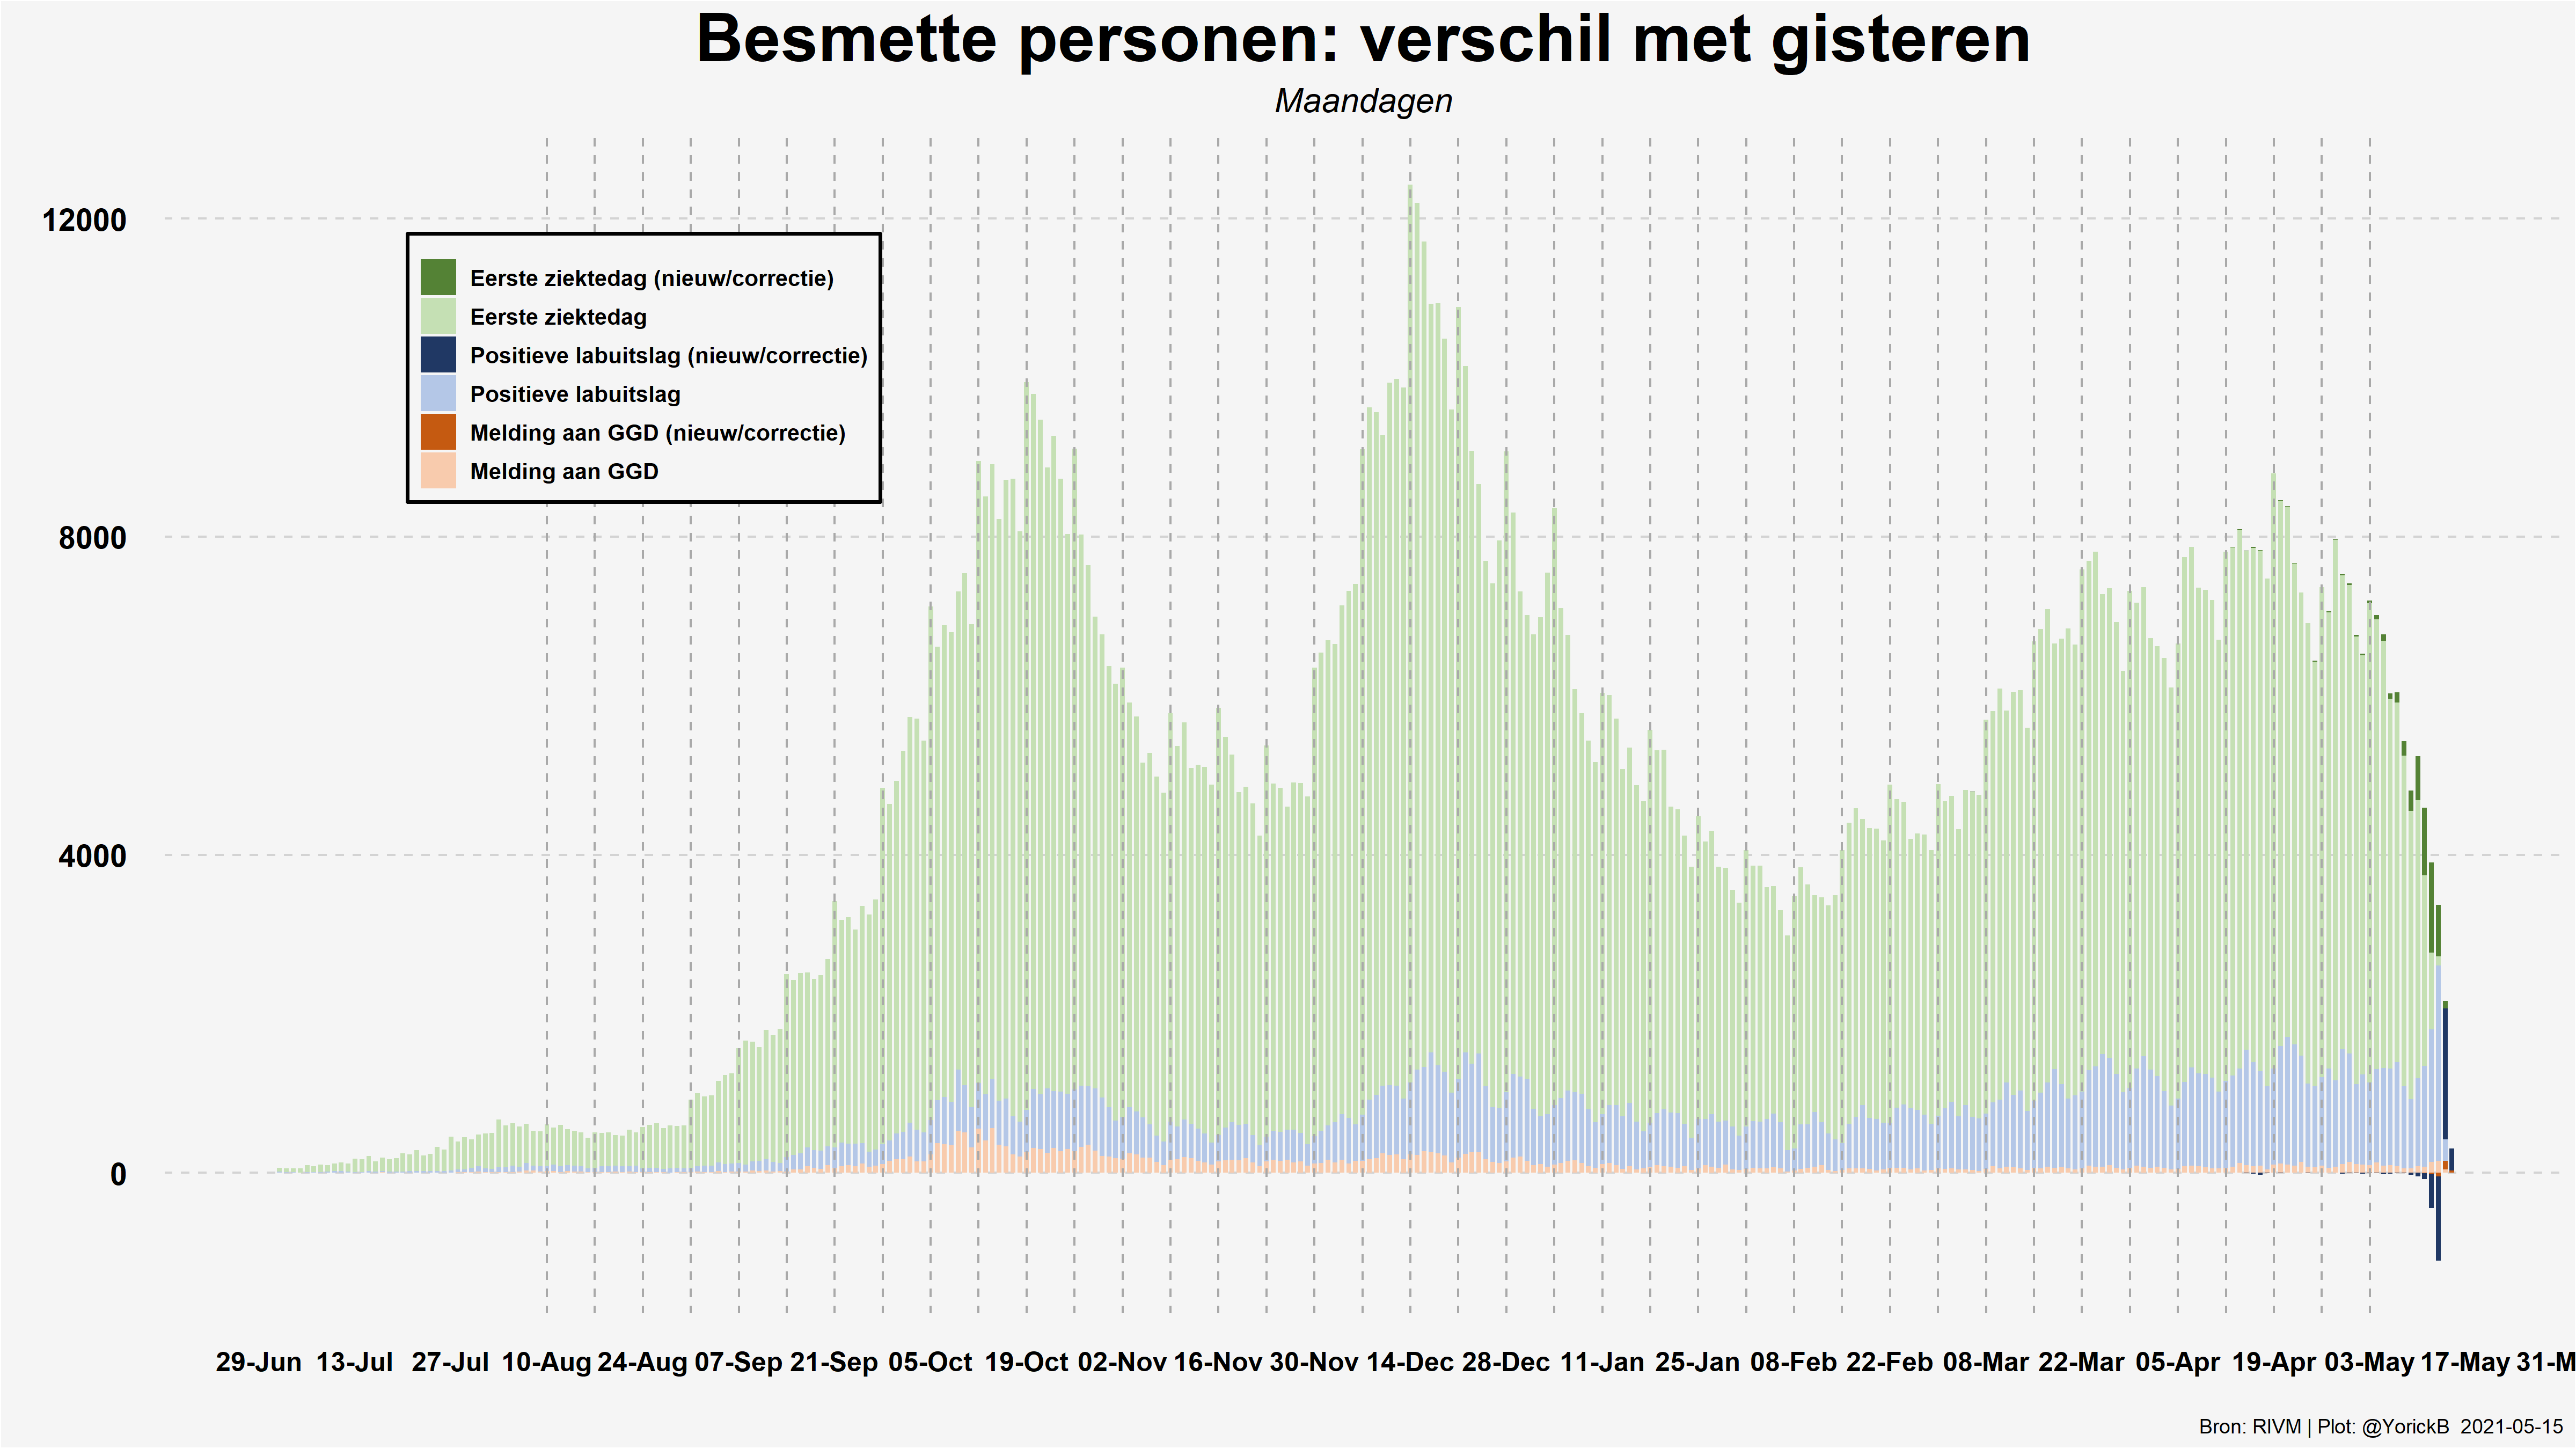 Besmette personen: verschil met gisteren
Maandagen
12000
8000
4000
0
Eerste ziektedag (nieuw/correctie)
Eerste ziektedag
Positieve labuitslag (nieuw/correctie)
Positieve labuitslag
Melding aan GGD (nieuw/correctie)
Melding aan GGD
29-Jun 13-Jul 27-Jul 10-Aug 24-Aug 07-Sep 21-Sep 05-Oct 19-Oct 02-Nov 16-Nov 30-Nov 14-Dec 28-Dec 11-Jan 25-Jan 08-Feb 22-Feb 08-Mar 22-Mar 05-Apr 19-Apr 03-May 17-May 31-M
Bron: RIVM | Plot: @YorickB 2021-05-15